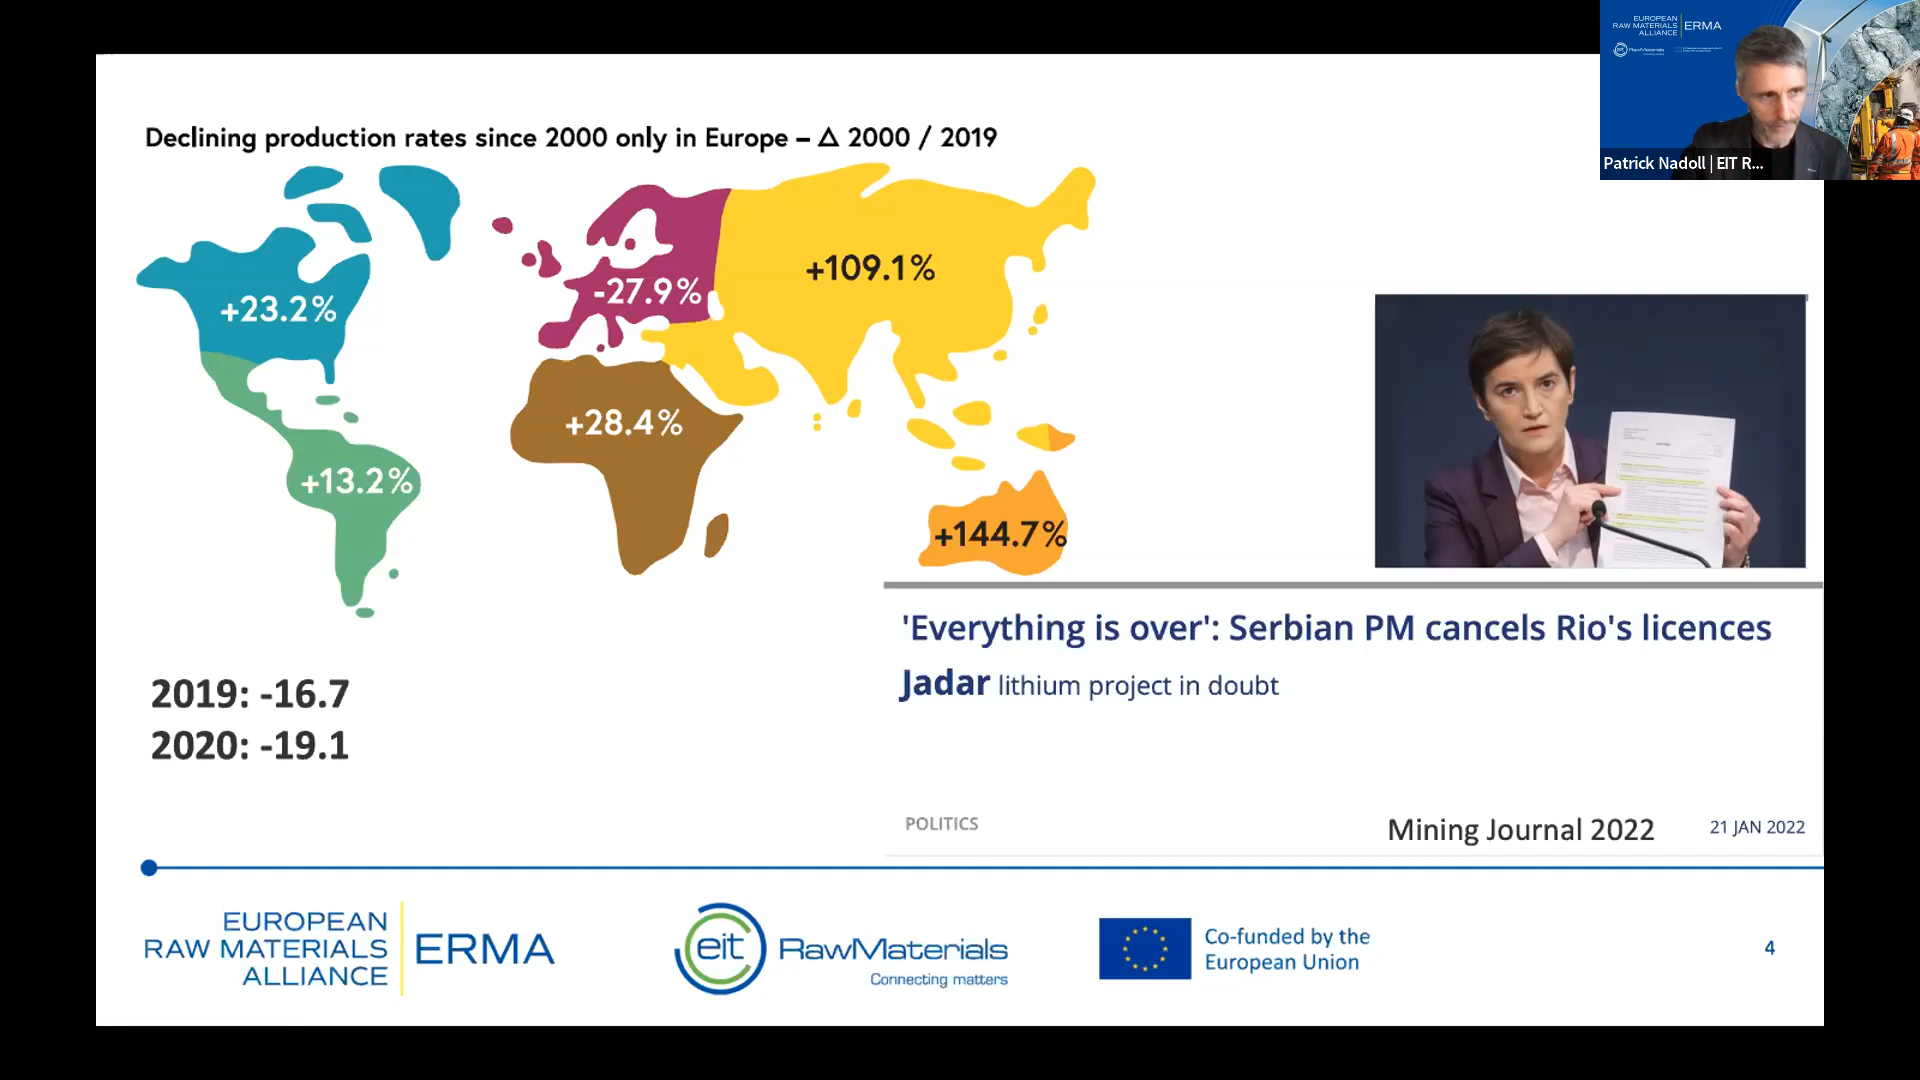 EUROPEAN
RAW MATERIALS
ALLIANCE
ERMA
eit RawMaterials
Patrick Nadoll | EIT R...
Declining production rates since 2000 only in Europe – Δ 2000 / 2019
+23.2%
-27.9%
+109.1%
+28.4%
+13.2%
+144.7%
'Everything is over': Serbian PM cancels Rio's licences
Jadar lithium project in doubt
2019: -16.7
2020: -19.1
POLITICS
Mining Journal 2022
21 JAN 2022
EUROPEAN
RAW MATERIALS
ALLIANCE
ERMA
eit RawMaterials
Connecting matters
Co-funded by the
European Union
4